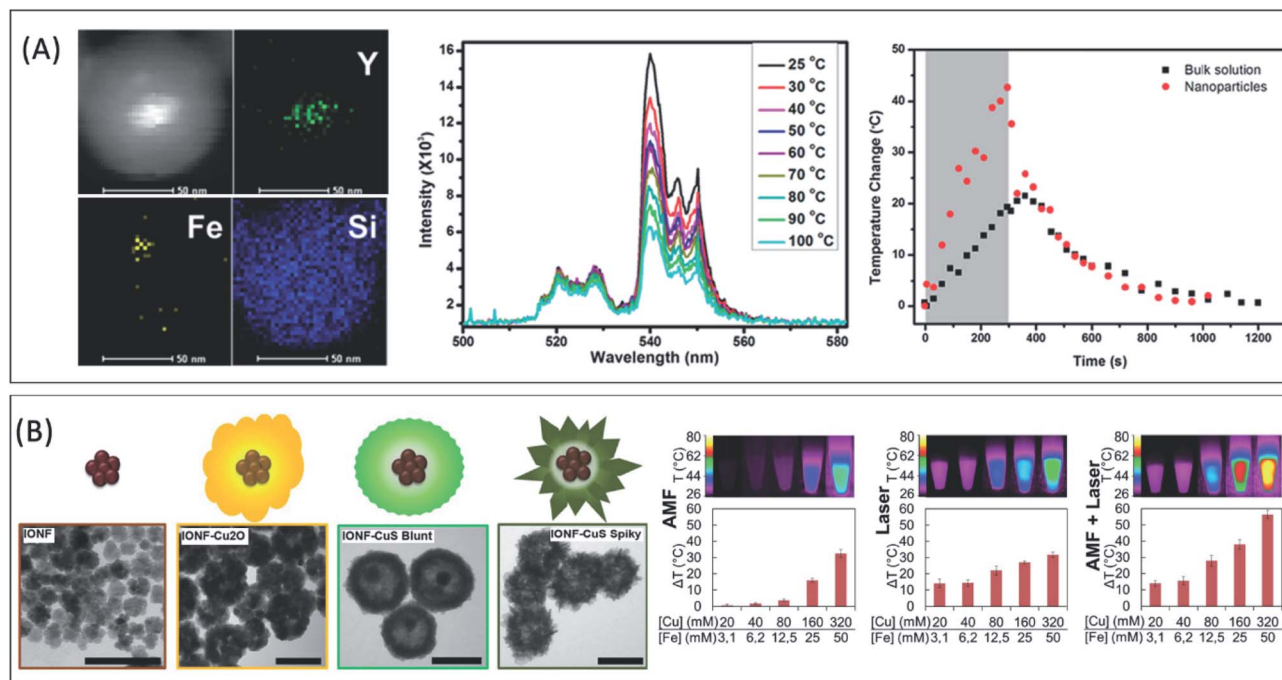 (A)
Y
50 nm
50 nm
Fe
Si
50 nm
50 nm
Intensity (X10³)
16
14
12
10
8
6
4
2
25 °C
30 °C
40 °C
50 °C
60 °C
70 °C
80 °C
90 °C
100 °C
500 520 540 560 580
Wavelength (nm)
Temperature Change (°C)
50
40
30
20
10
0
Bulk solution
Nanoparticles
0 200 400 600 800 1000 1200
Time (s)
(B)
IONF
IONF-Cu2O
IONF-CuS Blunt
IONF-CuS Spiky
AMF
T (°C)
80
62
44
26
ΔT (°C)
60
50
40
30
20
10
0
[Cu] (mM) 20 40 80 160 320
[Fe] (mM) 3,1 6,2 12,5 25 50
Laser
T (°C)
80
62
44
26
ΔT (°C)
60
50
40
30
20
10
0
[Cu] (mM) 20 40 80 160 320
[Fe] (mM) 3,1 6,2 12,5 25 50
AMF + Laser
T (°C)
80
62
44
26
ΔT (°C)
60
50
40
30
20
10
0
[Cu] (mM) 20 40 80 160 320
[Fe] (mM) 3,1 6,2 12,5 25 50